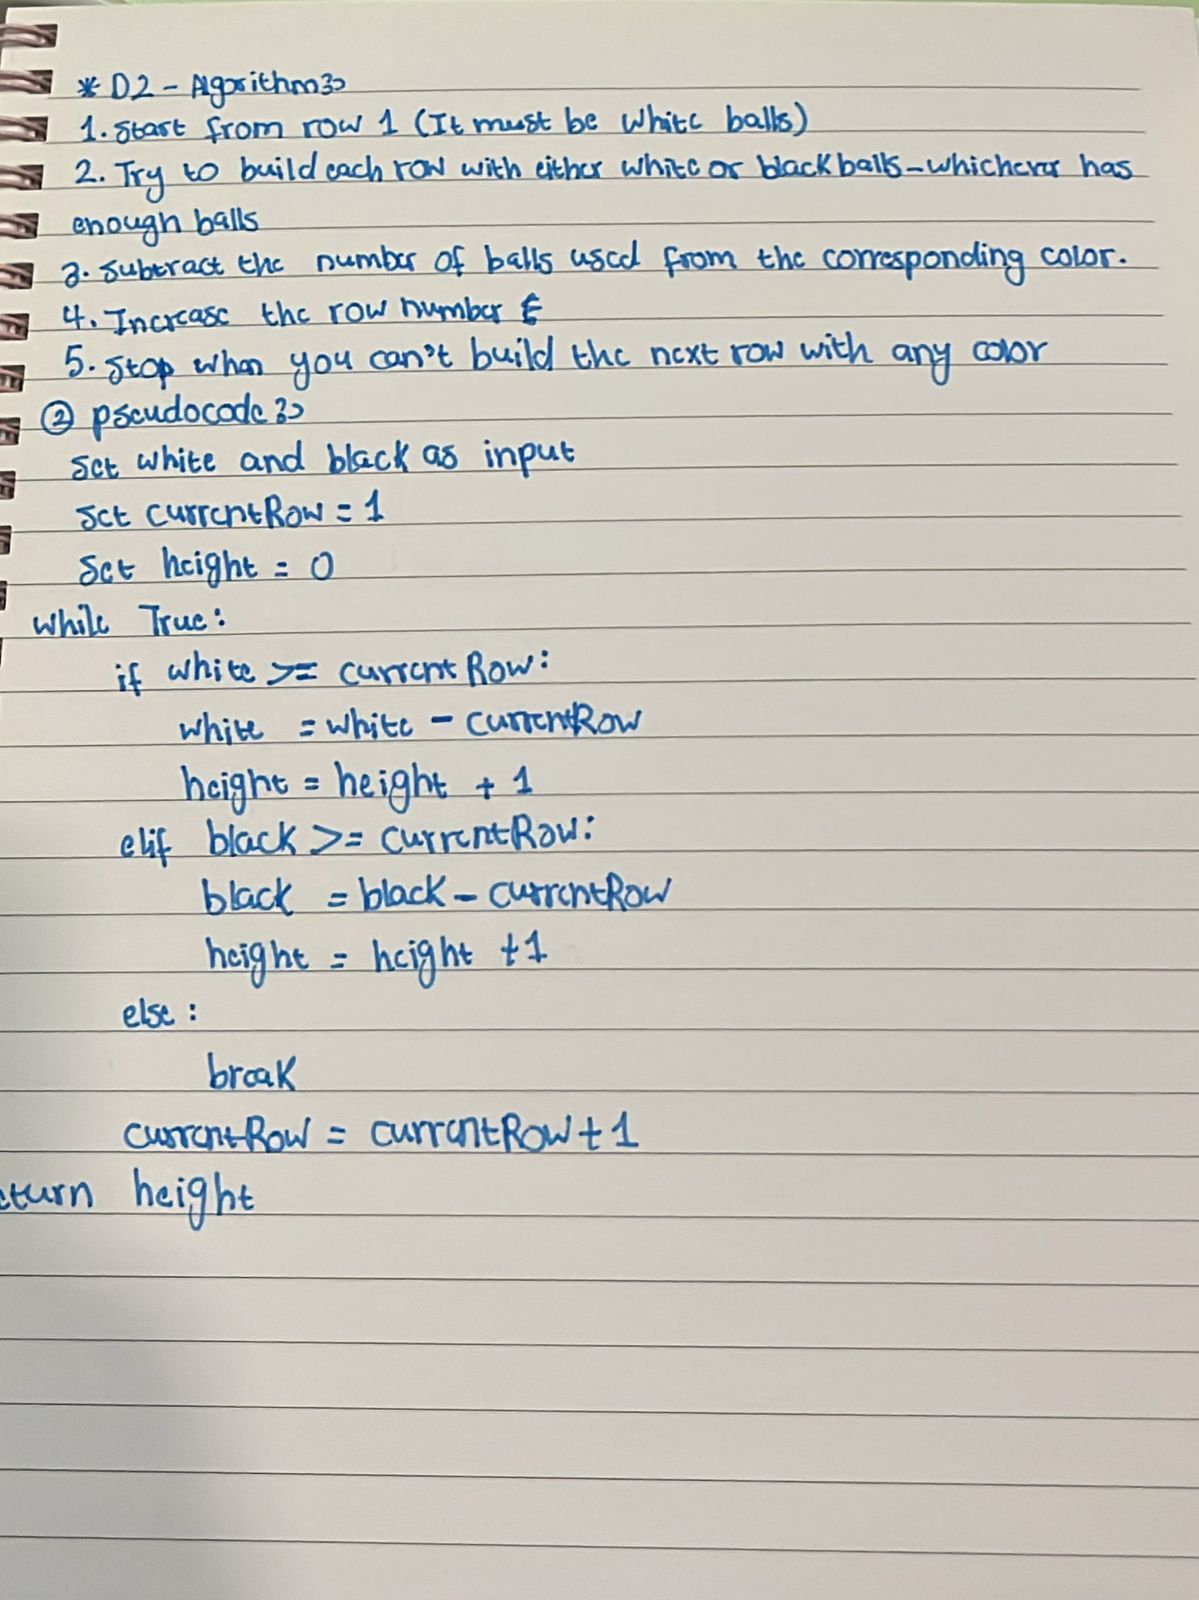 * D2 - Algorithm:
1. Start from row 1 (It must be white balls)
2. Try to build each row with either white or black balls - whichever has
enough balls
3. Subtract the number of balls used from the corresponding color.
4. Increase the row number
5. Stop when you can't build the next row with any color
② pseudocode:
Set white and black as input
Set currentRow = 1
Set height = 0
while True:
if white >= currentRow:
white = white - currentRow
height = height + 1
elif black >= currentRow:
black = black - currentRow
height = height + 1
else:
break
currentRow = currentRow + 1
eturn height